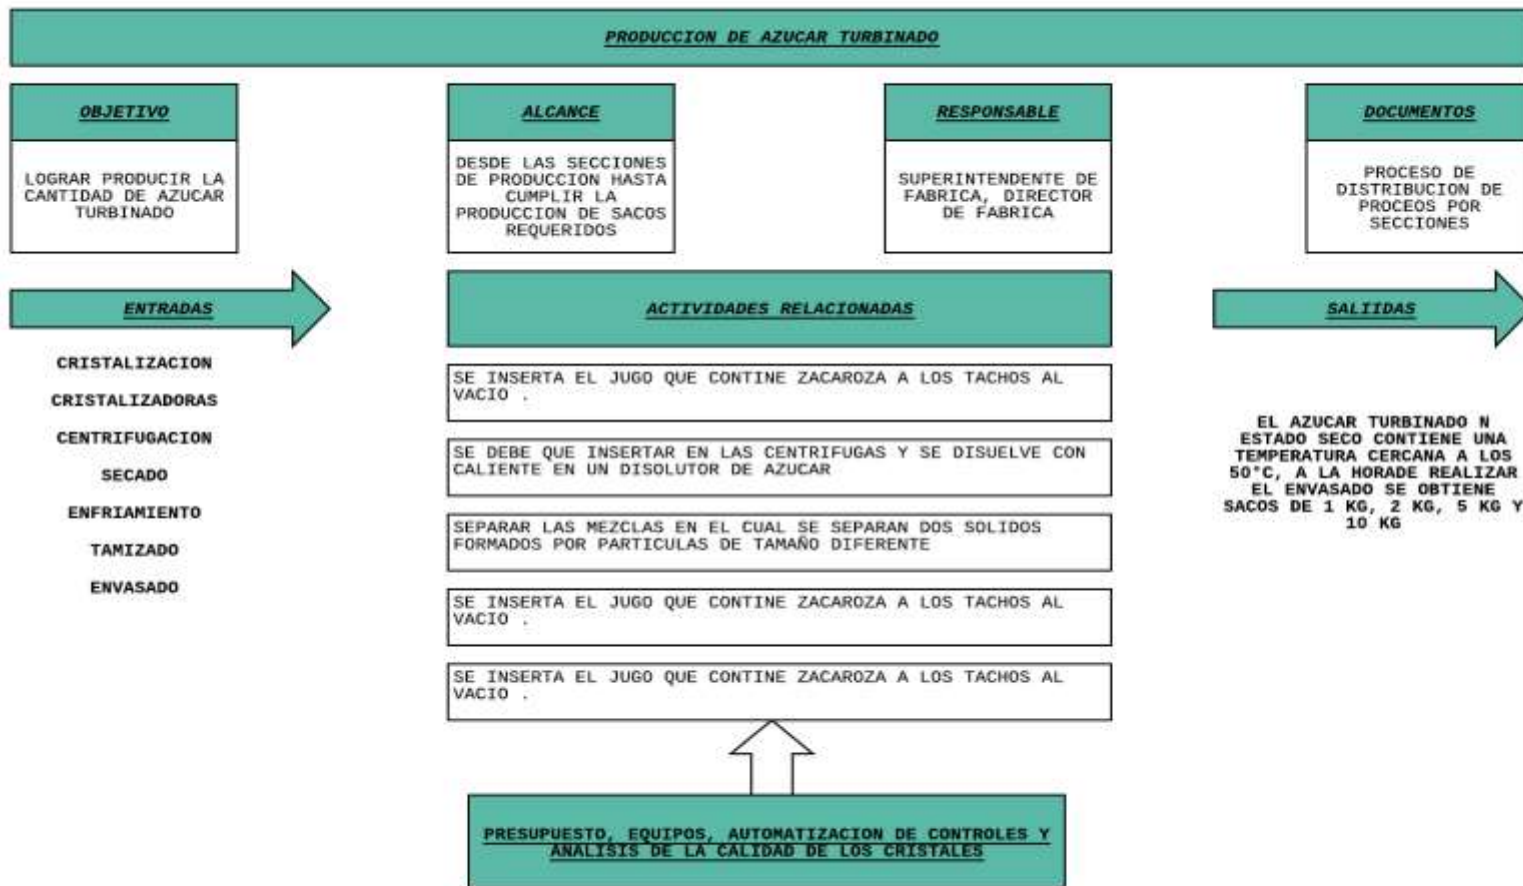 PRODUCCION DE AZUCAR TURBINADO
OBJETIVO
LOGRAR PRODUCIR LA
CANTIDAD DE AZUCAR
TURBINADO
ALCANCE
DESDE LAS SECCIONES
DE PRODUCCION HASTA
CUMPLIR LA
PRODUCCION DE SACOS
REQUERIDOS
RESPONSABLE
SUPERINTENDENTE DE
FABRICA, DIRECTOR
DE FABRICA
DOCUMENTOS
PROCESO DE
DISTRIBUCION DE
PROCEOS POR
SECCIONES
ENTRADAS
CRISTALIZACION
CRISTALIZADORAS
CENTRIFUGACION
SECADO
ENFRIAMIENTO
TAMIZADO
ENVASADO
ACTIVIDADES RELACIONADAS
SE INSERTA EL JUGO QUE CONTINE ZACAROZA A LOS TACHOS AL
VACIO .
SE DEBE QUE INSERTAR EN LAS CENTRIFUGAS Y SE DISUELVE CON
CALIENTE EN UN DISOLUTOR DE AZUCAR
SEPARAR LAS MEZCLAS EN EL CUAL SE SEPARAN DOS SOLIDOS
FORMADOS POR PARTICULAS DE TAMAÑO DIFERENTE
SE INSERTA EL JUGO QUE CONTINE ZACAROZA A LOS TACHOS AL
VACIO .
SE INSERTA EL JUGO QUE CONTINE ZACAROZA A LOS TACHOS AL
VACIO .
SALIIDAS
EL AZUCAR TURBINADO N
ESTADO SECO CONTIENE UNA
TEMPERATURA CERCANA A LOS
50°C, A LA HORADE REALIZAR
EL ENVASADO SE OBTIENE
SACOS DE 1 KG, 2 KG, 5 KG Y
10 KG
PRESUPUESTO, EQUIPOS, AUTOMATIZACION DE CONTROLES Y
ANALISIS DE LA CALIDAD DE LOS CRISTALES